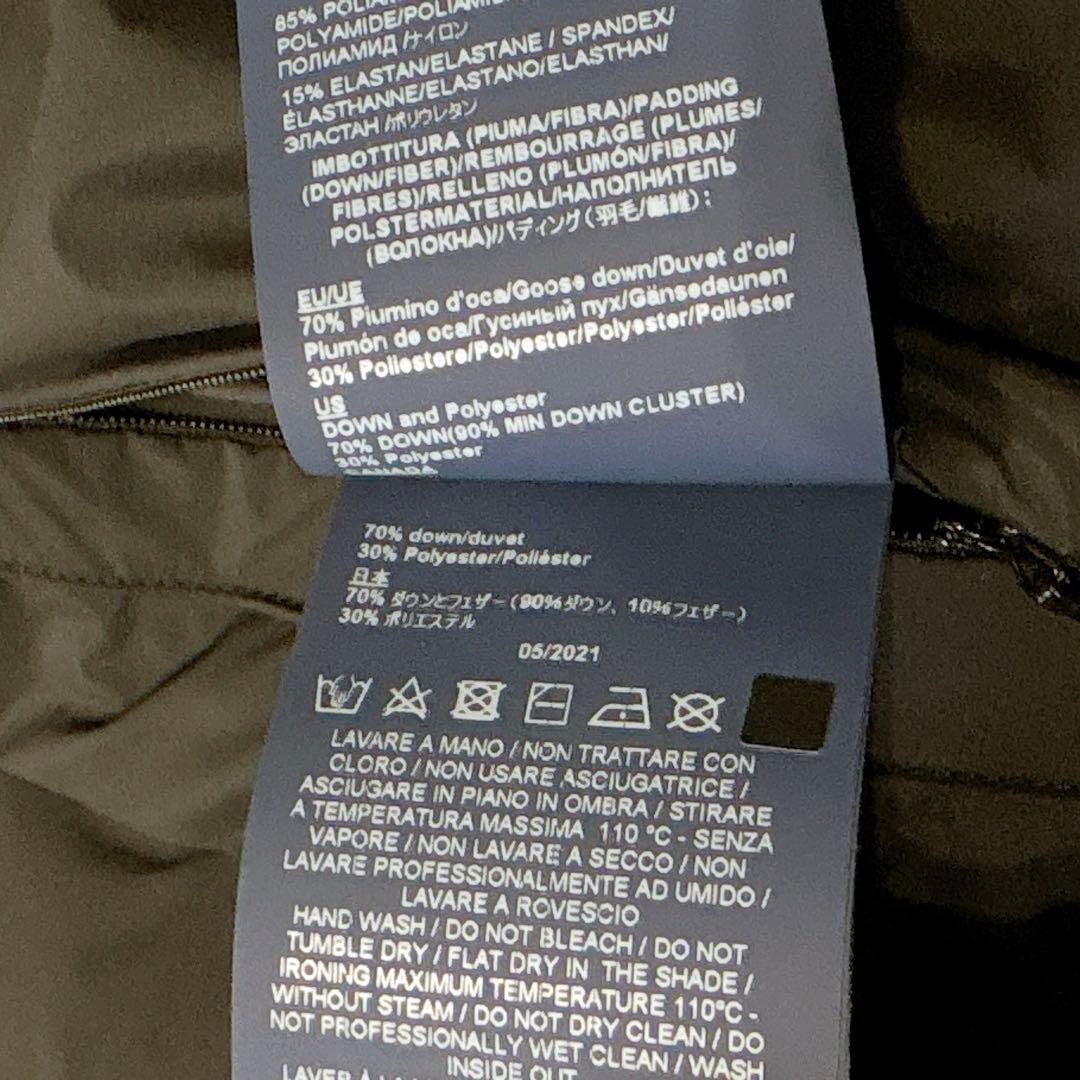 85%
POLYAMIDE/POLIAMI
ПОЛИАМИД /ナイロン
15% ELASTAN/ELASTANE / SPANDEX/
ÉLASTHANNE/ELASTANO/ELASTHAN/
ЭЛАСТАН /ポリウレタン
IMBOTTITURA (PIUMA/FIBRA)/PADDING
(DOWN/FIBER)/REMBOURRAGE (PLUMES/
FIBRES)/RELLENO (PLUMÓN/FIBRA)/
POLSTERMATERIAL/НАПОЛНИТЕЛЬ
(ВОЛОКНА)/パディング(羽毛/繊維):
EU/UE
70% Piumino d'oca/Goose down/Duvet d'oie/
Plumón de oca/Гусиный пух/Gänsedaunen
30% Poliestere/Polyester/Polyester/Poliéster
US
DOWN and Polyester
70% DOWN(90% MIN DOWN CLUSTER)
30% Polyester
CANADA
70% down/duvet
30% Polyester/Poliéster
日本
70% ダウンとフェザー(90%ダウン、10%フェザー)
30% ポリエステル
05/2021
LAVARE A MANO / NON TRATTARE CON
CLORO / NON USARE ASCIUGATRICE /
ASCIUGARE IN PIANO IN OMBRA / STIRARE
A TEMPERATURA MASSIMA 110 °C - SENZA
VAPORE / NON LAVARE A SECCO / NON
LAVARE PROFESSIONALMENTE AD UMIDO /
LAVARE A ROVESCIO
HAND WASH / DO NOT BLEACH / DO NOT
TUMBLE DRY / FLAT DRY IN THE SHADE /
IRONING MAXIMUM TEMPERATURE 110°C -
WITHOUT STEAM / DO NOT DRY CLEAN / DO
NOT PROFESSIONALLY WET CLEAN / WASH
INSIDE OUT
LAVER À